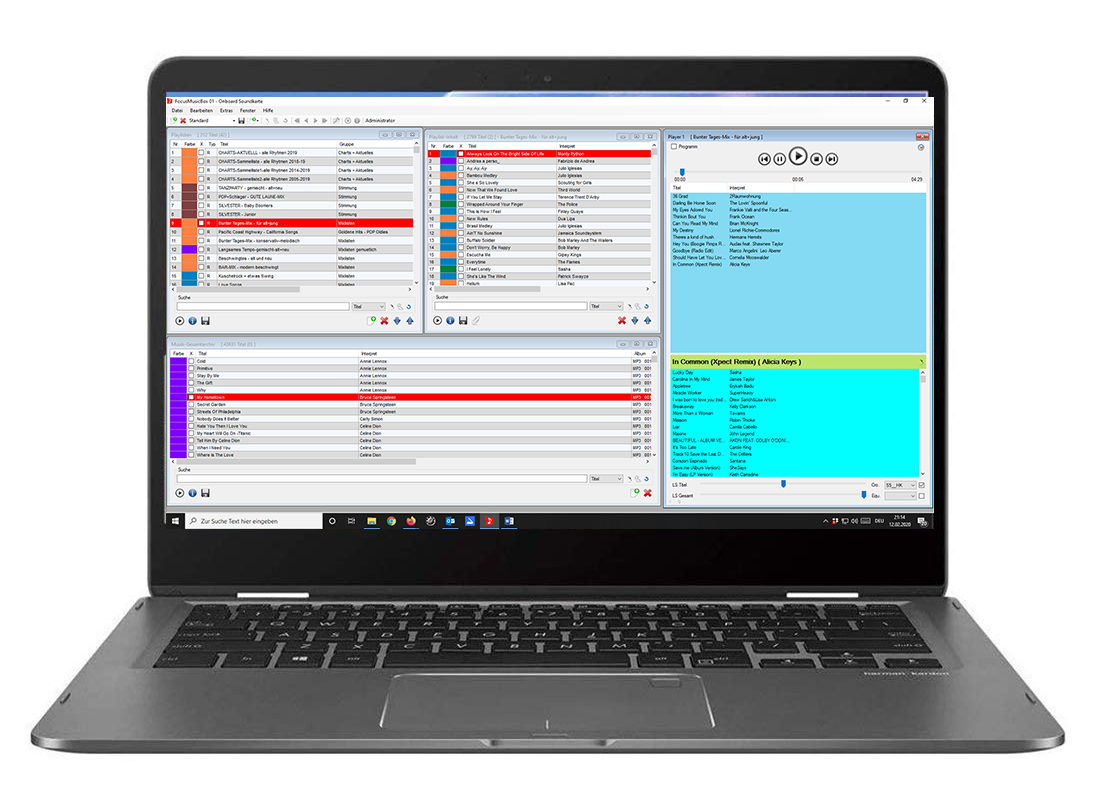 FocusMusicBox 01 - Onboard Soundkarte
Datei Bearbeiten Extras Fenster Hilfe
Standard Administrator
Playlisten
Nr Farbe X Typ Titel Gruppe
1 R CHARTS-AKTUELLL - alle Rhytmen 2019 Charts + Aktuelles
2 R CHARTS-Sammelliste1- alle Rhytmen 2018-19 Charts + Aktuelles
3 R CHARTS-Sammelliste1-alle Rhytmen 2014-2019 Charts + Aktuelles
4 R CHARTS-Sammelliste2-alle Rhytmen 2005-2019 Charts + Aktuelles
5 R TANZPARTY - gemischt - alt+neu Stimmung
6 R POP+Schlager - GUTE LAUNE-MIX Stimmung
7 R SILVESTER - Baby Boomers Stimmung
8 R SILVESTER - Junior Stimmung
9 R Bunter Tages-Mix - für alt+jung Mixlisten
10 R Pacific Coast Highway - California Songs Goldene Hits - POP Oldies
11 R Bunter Tages-Mix - konservativ-melodisch Mixlisten
12 R Langsames Tempo-gemischt-alt+neu Mixlisten gemuetlich
13 R Beschwingtes - alt und neu Mixlisten
14 R BAR-MIX - modern beschwingt Mixlisten
15 R Kuschelrock + etwas Swing Mixlisten
16 R Love Songs Mixlisten
Suche
Titel
Playlist-Inhalt [ 2799 Titel (2) ] - Bunter Tages-Mix - für alt+jung
Nr Farbe X Titel Interpret
1 Always Look On The Bright Side Of Life Monty Python
2 Andrea a perso_ Fabrizio de Andrea
3 Ay, Ay, Ay Julio Iglesias
4 Bambou Medley Julio Iglesias
5 She a So Lovely Scouting for Girls
6 Now That We Found Love Third World
7 If You Let Me Stay Terence Trent D'Arby
8 Wrapped Around Your Finger The Police
9 This is How I Feel Finley Quaye
10 New Rules Dua Lipa
11 Brasil Medley Julio Iglesias
12 Ain'T No Sunshine Jamaica Soundsystem
13 Buffalo Soldier Bob Marley And The Wailers
14 Don't Worry, Be Happy Bob Marley
15 Escucha Me Gipsy Kings
16 Everytime The Flames
17 I Feel Lonely Sasha
18 She's Like The Wind Patrick Swayze
19 Helium
Suche
Titel
Musik-Gesamtarchiv
Farbe X Titel Interpret Album
Cold Annie Lennox MP3 001
Primitive Annie Lennox MP3 001
Stay By Me Annie Lennox MP3 001
The Gift Annie Lennox MP3 001
Why Annie Lennox MP3 001
My Hometown Bruce Springsteen MP3 001
Secret Garden Bruce Springsteen MP3 001
Streets Of Philadelphia Bruce Springsteen MP3 001
Nobody Does It Better Carly Simon MP3 001
Hate You Then I Love You Celine Dion MP3 001
My Heart Will Go On -Titanic Celine Dion MP3 001
Tell Him By Celine Dion Celine Dion MP3 001
When I Need You Celine Dion MP3 001
Where Is The Love Celine Dion MP3 001
Suche
Titel
Player 1 [ Bunter Tages-Mix - für alt+jung ]
Programm
00:00 00:06 04:29
Titel Interpret
36 Grad 2Raumwohnung
Darling Be Home Soon The Lovin' Spoonful
My Eyes Adored You Frankie Valli and the Four Seas...
Thinkin Bout You Frank Ocean
Can You Read My Mind Brian McKnight
My Destiny Lionel Richie-Commodores
Theres a kind of hush Hermans Hermits
Hey You (Boogie Pimps R... Audax feat. Shawnee Taylor
Goodbye (Radio Edit) Marco Angelini, Leo Abener
Should Have Let You Lov... Cornelia Mooswalder
In Common (Xpect Remix) Alicia Keys
In Common (Xpect Remix) ( Alicia Keys )
Lucky Day Sasha
Carolina In My Mind James Taylor
Appletree Erykah Badu
Miracle Worker SuperHeavy
I was born to love you (rad... Drew Sarich&Lisa Antoni
Breakaway Kelly Clarkson
More Than a Woman Tavares
Mission Robin Thicke
Liar Camila Cabello
Maxine John Legend
BEAUTIFUL - ALBUM VE... AKON FEAT. COLBY O'DONI...
It's Too Late Carole King
Track 10 Save the Last D... The Drifters
Corazon Espinado Santana
Save me (Album Version) SheSays
I'm Easy (LP Version) Keith Carradine
LS Titel Cro. SS__HK
LS Gesamt Equ.
Zur Suche Text hier eingeben
DEU 21:14
12.02.2020
harman/kardon